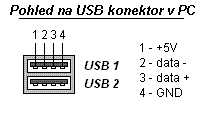 Pohled na USB konektor v PC
1 2 3 4
USB 1
USB 2
1 - +5V
2 - data -
3 - data +
4 - GND